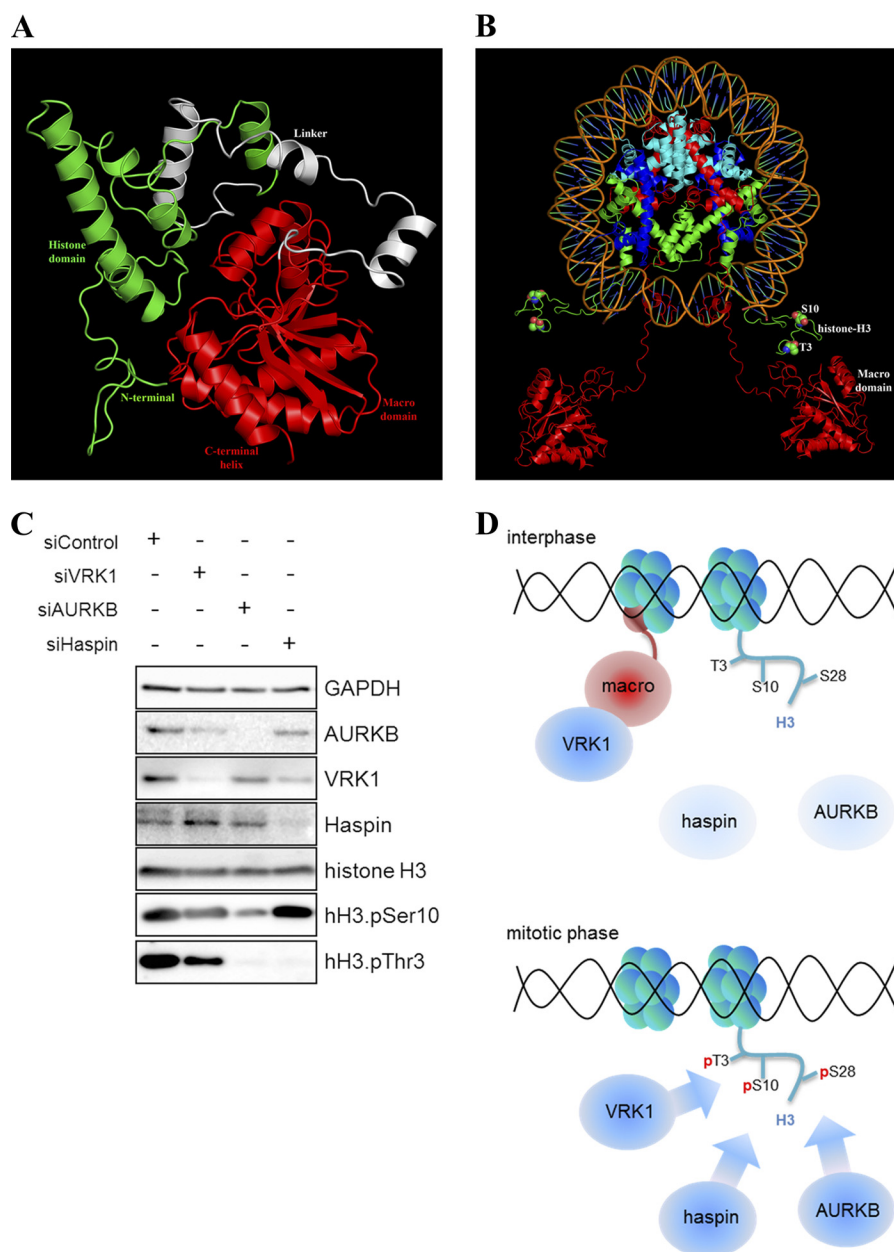 A
Linker
Histone
domain
N-terminal
Macro
domain
C-terminal
helix
B
S10
histone-H3
T3
Macro
domain
C
siControl + - - -
siVRK1 - + - -
siAURKB - - + -
siHaspin - - - +
GAPDH
AURKB
VRK1
Haspin
histone H3
hH3.pSer10
hH3.pThr3
D
interphase
T3
S10
S28
H3
macro
VRK1
haspin
AURKB
mitotic phase
pT3
pS10
pS28
H3
VRK1
haspin
AURKB